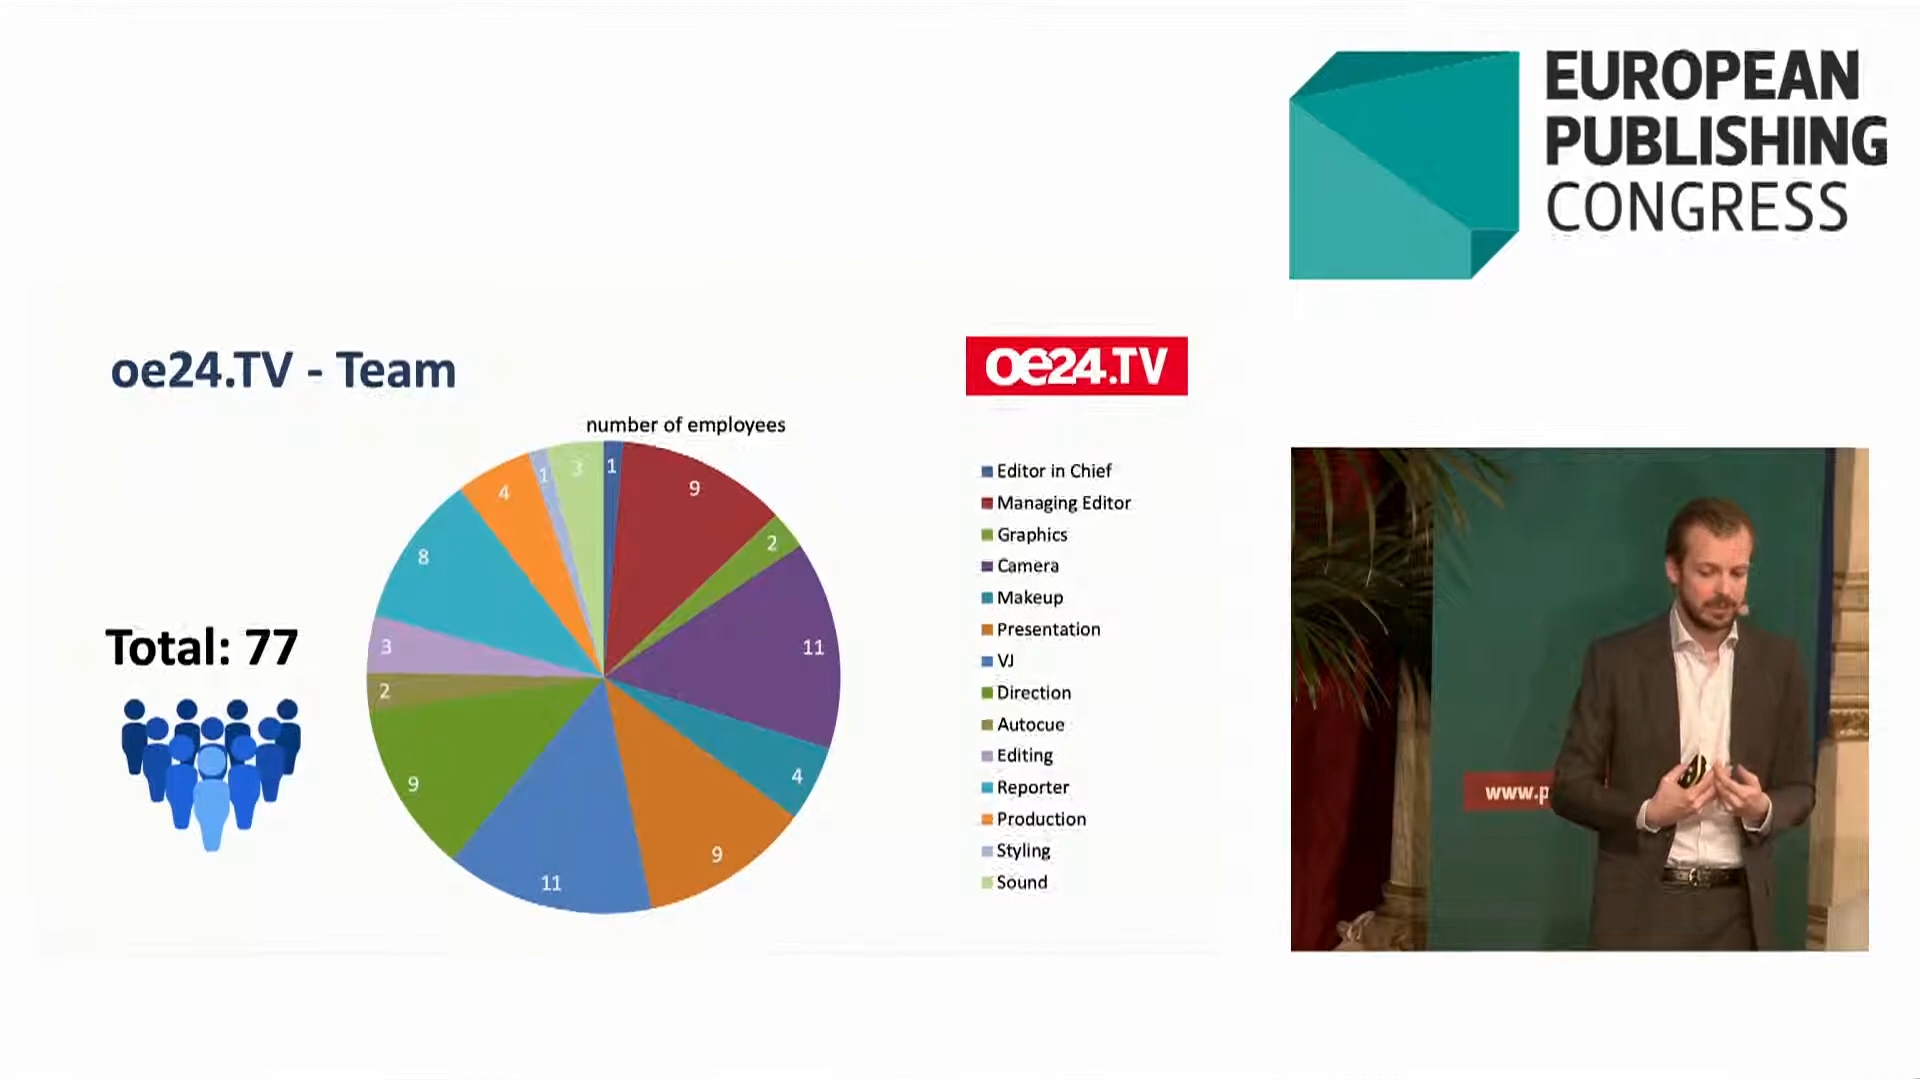 EUROPEAN
PUBLISHING
CONGRESS
oe24.TV - Team
oe24.TV
number of employees
1
9
2
11
4
9
11
9
2
3
8
4
1
3
Total: 77
Editor in Chief
Managing Editor
Graphics
Camera
Makeup
Presentation
VJ
Direction
Autocue
Editing
Reporter
Production
Styling
Sound
www.p